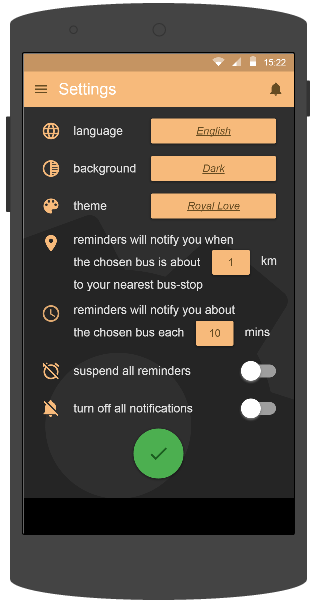 15:22
Settings
language English
background Dark
theme Royal Love
reminders will notify you when
the chosen bus is about 1 km
to your nearest bus-stop
reminders will notify you about
the chosen bus each 10 mins
suspend all reminders
turn off all notifications